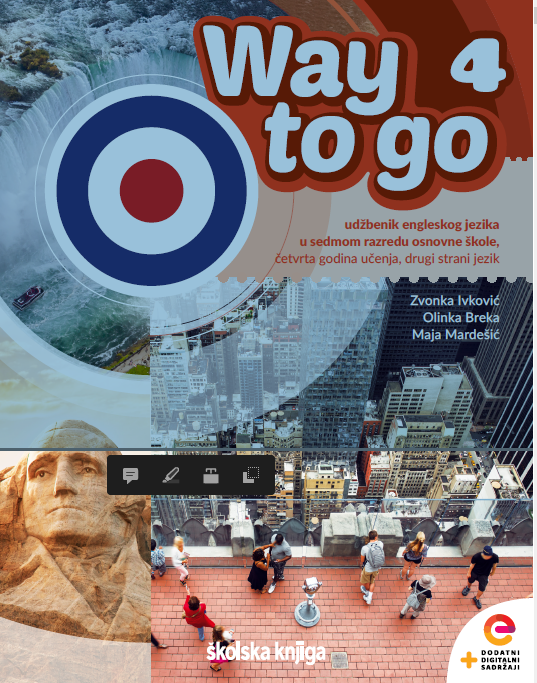 Way 4
to go
udžbenik engleskog jezika
u sedmom razredu osnovne škole,
četvrta godina učenja, drugi strani jezik
Zvonka Ivković
Olinka Breka
Maja Mardešić
školska knjiga
e
+ DODATNI
DIGITALNI
SADRŽAJI